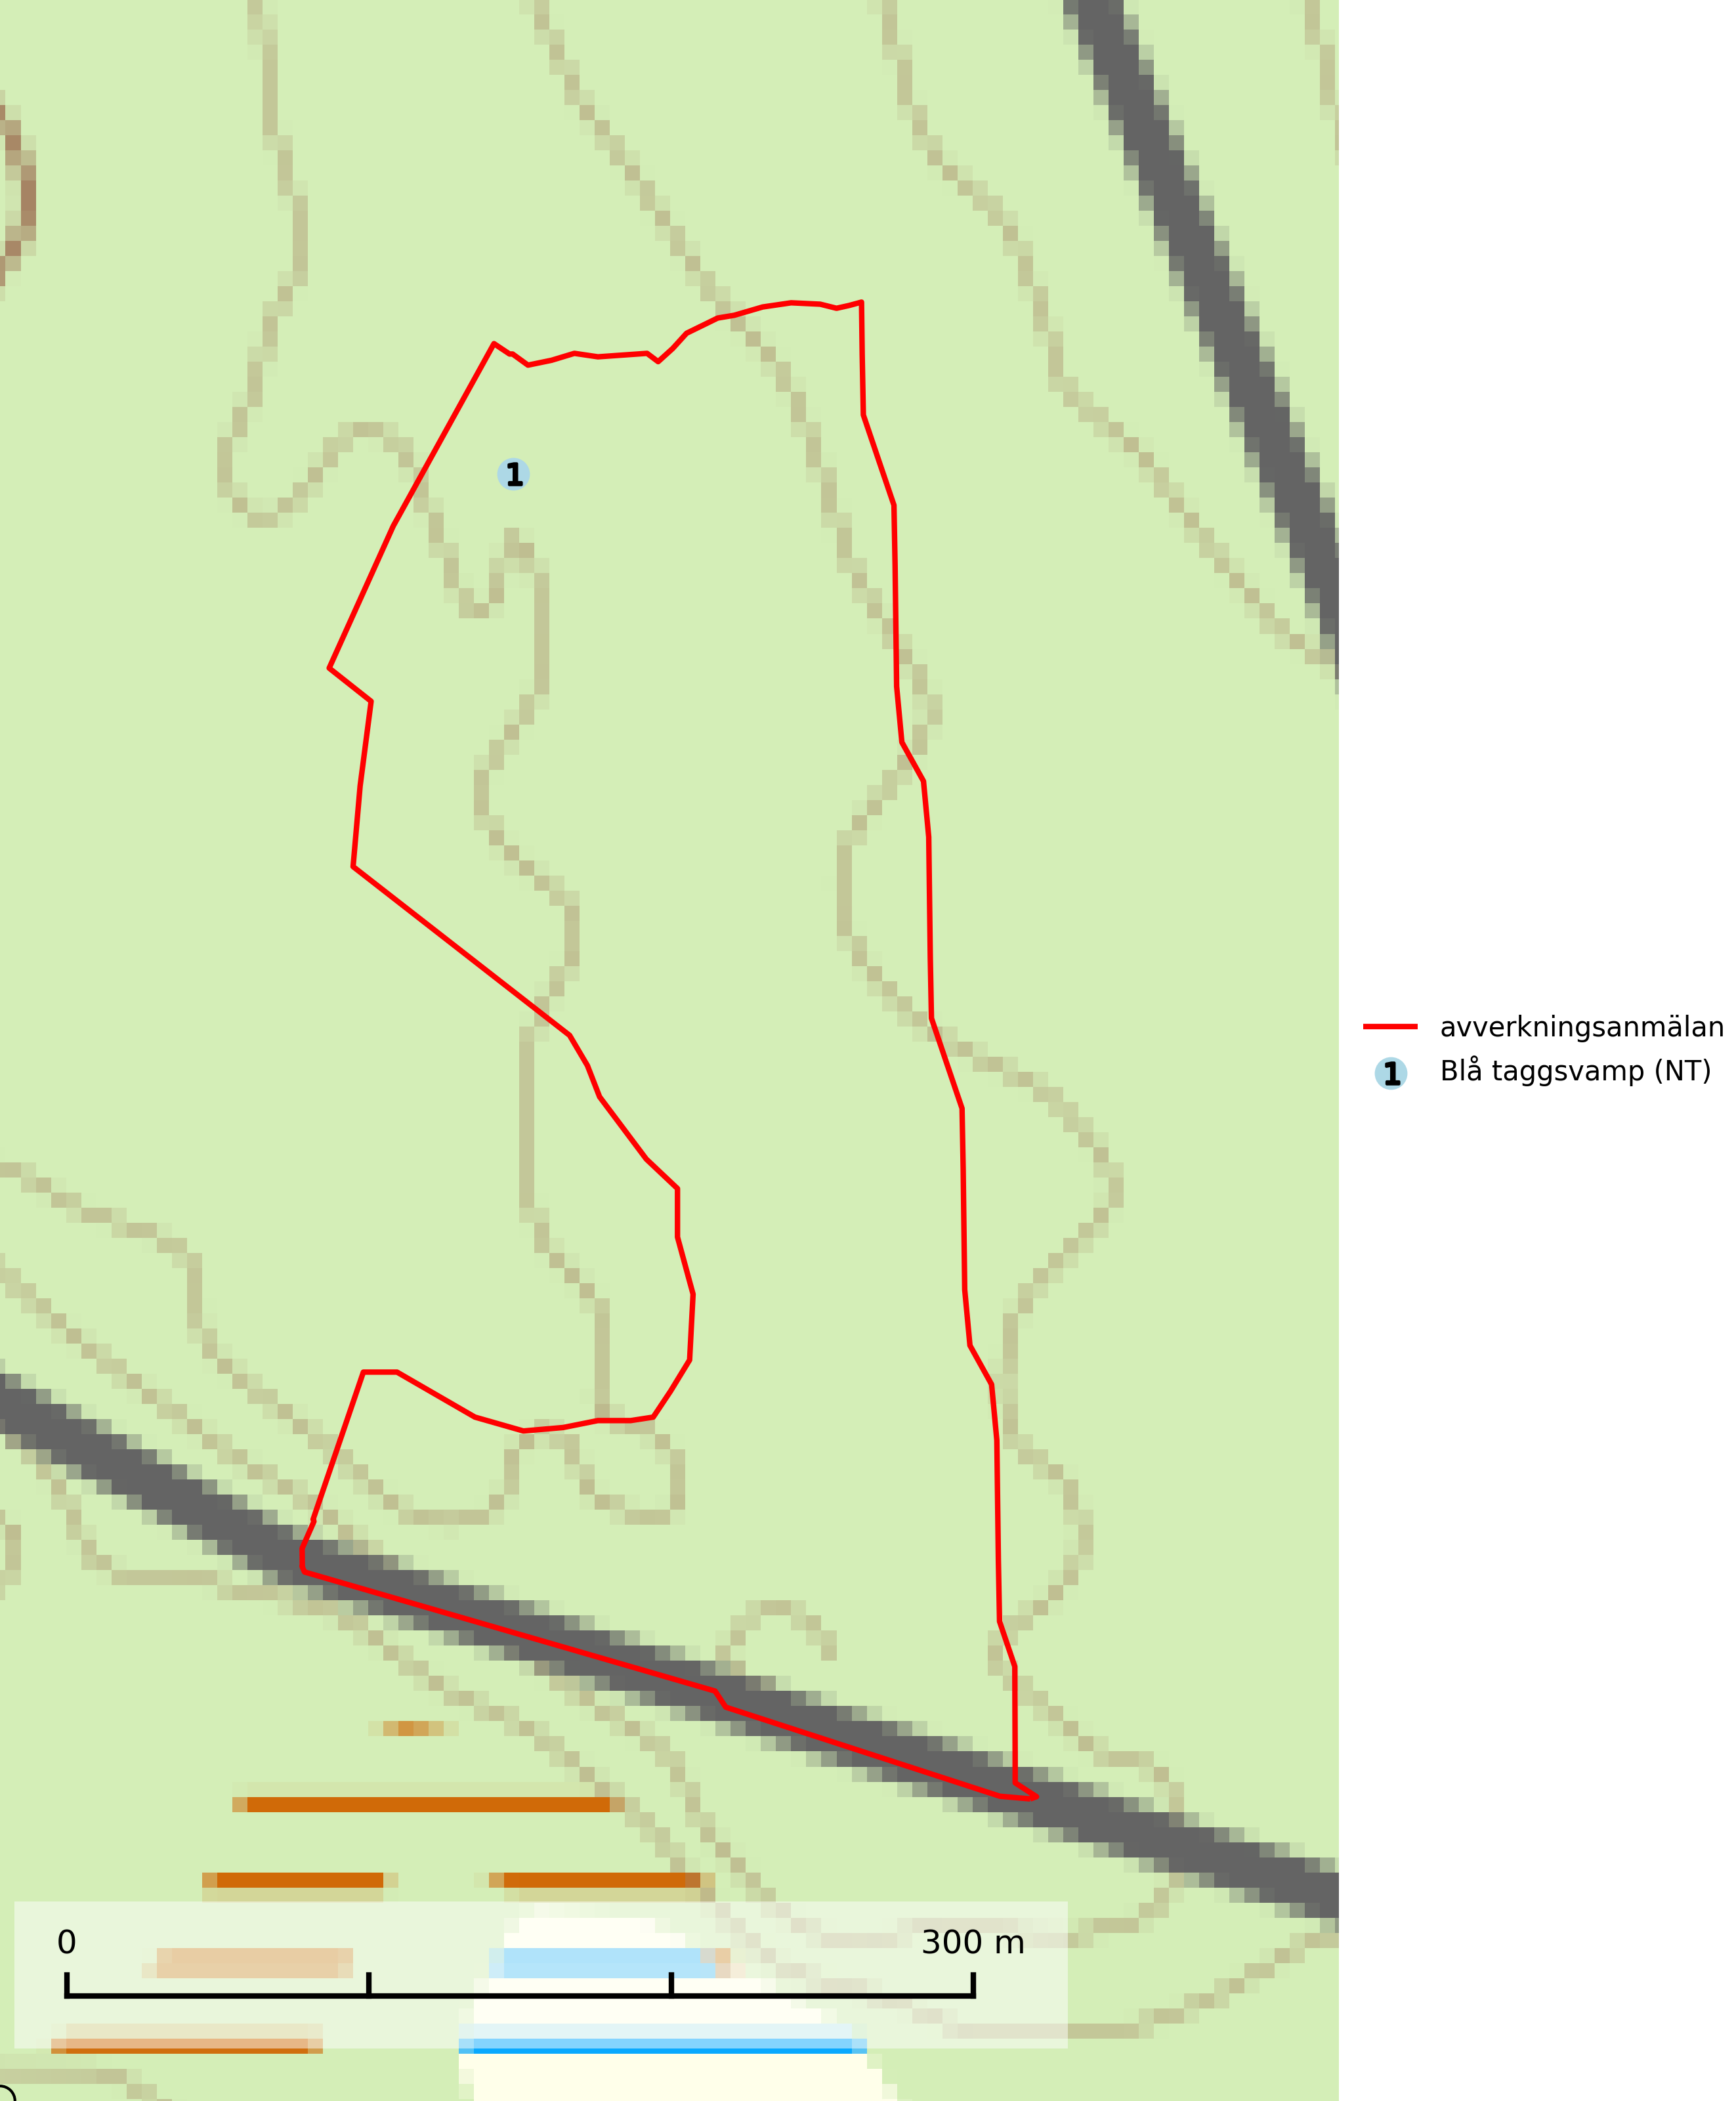 1
avverkningsanmälan
1 Blå taggsvamp (NT)
0 300 m